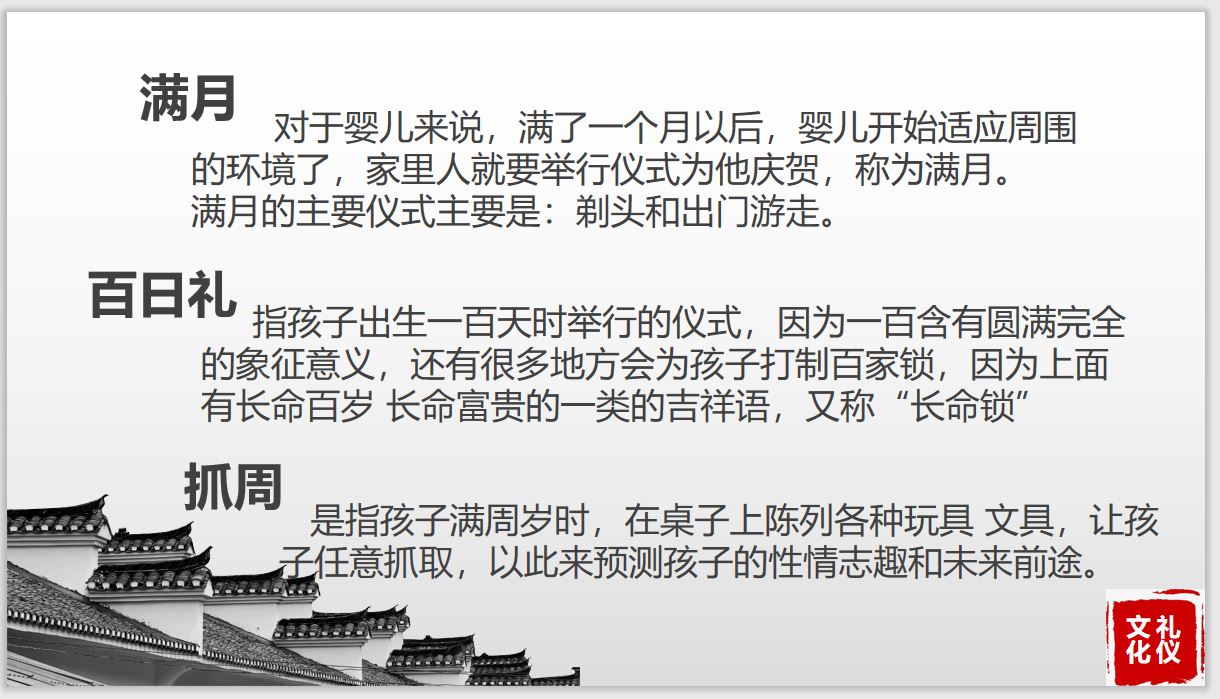 满月
对于婴儿来说，满了一个月以后，婴儿开始适应周围
的环境了，家里人就要举行仪式为他庆贺，称为满月。
满月的主要仪式主要是：剃头和出门游走。
百日礼
指孩子出生一百天时举行的仪式，因为一百含有圆满完全
的象征意义，还有很多地方会为孩子打制百家锁，因为上面
有长命百岁 长命富贵的一类的吉祥语，又称“长命锁”
抓周
是指孩子满周岁时，在桌子上陈列各种玩具 文具，让孩
子任意抓取，以此来预测孩子的性情志趣和未来前途。
礼仪
文化